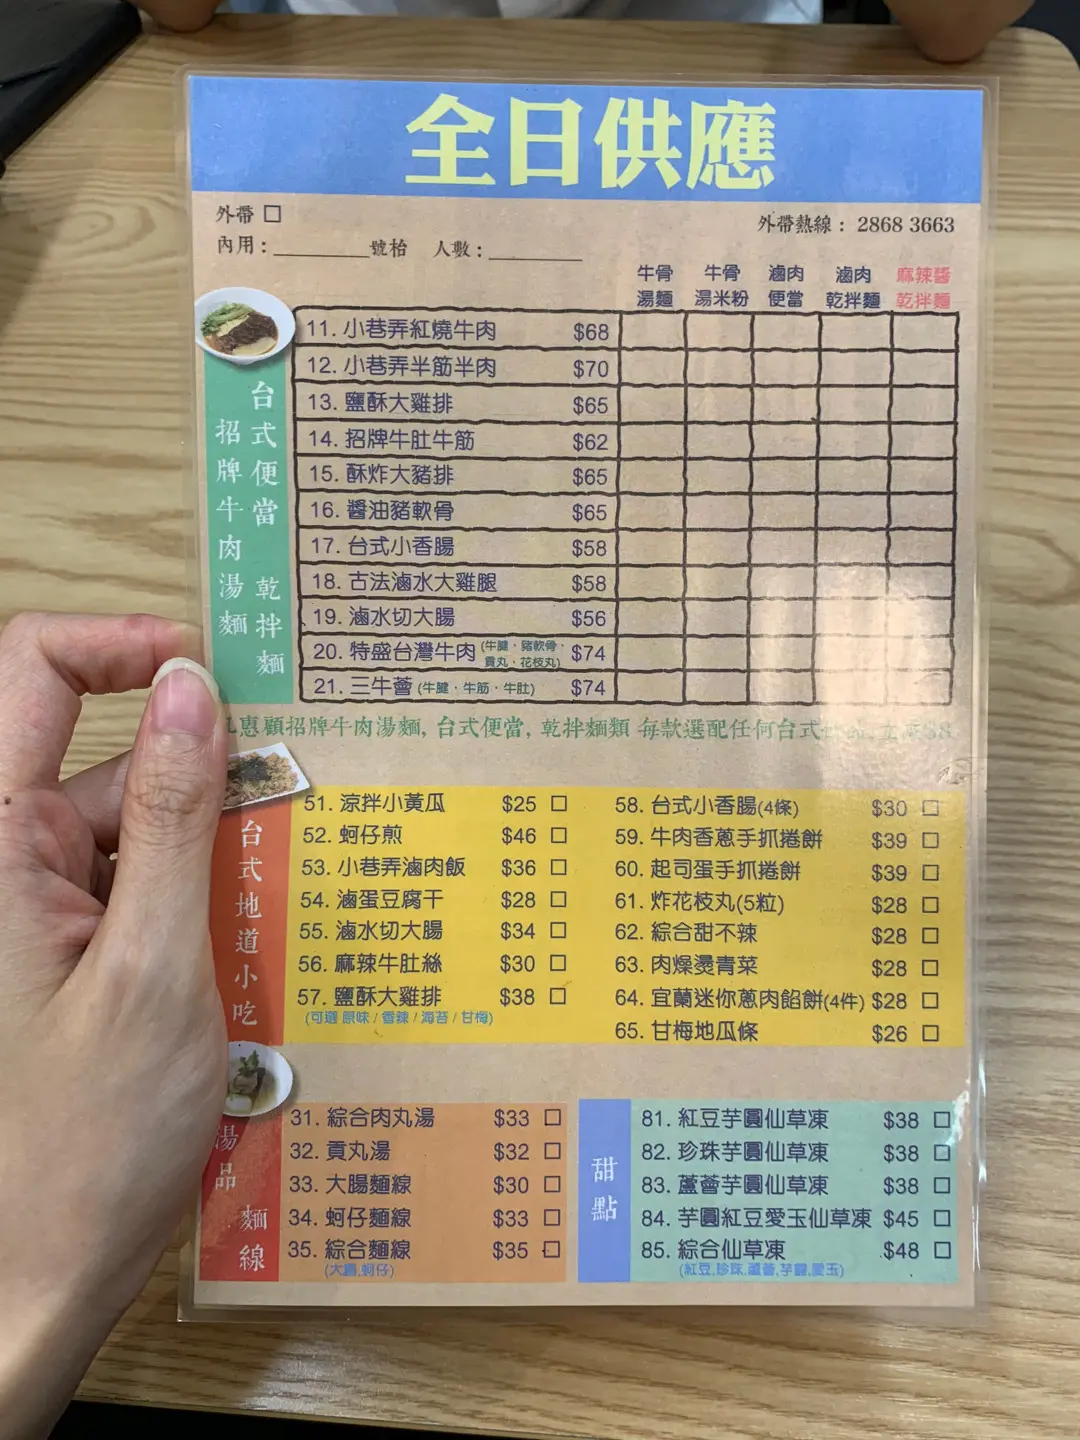 全日供應
外帶 □
外帶熱線： 2868 3663
內用：________號枱 人數：________
牛骨湯麵 牛骨湯米粉 滷肉便當 滷肉乾拌麵 麻辣醬乾拌麵
台式便當 乾拌麵
招牌牛肉湯麵
11. 小巷弄紅燒牛肉 $68
12. 小巷弄半筋半肉 $70
13. 鹽酥大雞排 $65
14. 招牌牛肚牛筋 $62
15. 酥炸大豬排 $65
16. 醬油豬軟骨 $65
17. 台式小香腸 $58
18. 古法滷水大雞腿 $58
19. 滷水切大腸 $56
20. 特盛台灣牛肉 (牛腱．豬軟骨．貢丸．花枝丸) $74
21. 三牛薈 (牛腱．牛筋．牛肚) $74
惠顧招牌牛肉湯麵, 台式便當, 乾拌麵類 每款選配任何台式
台式地道小吃
51. 涼拌小黃瓜 $25 □
52. 蚵仔煎 $46 □
53. 小巷弄滷肉飯 $36 □
54. 滷蛋豆腐干 $28 □
55. 滷水切大腸 $34 □
56. 麻辣牛肚絲 $30 □
57. 鹽酥大雞排 $38 □
(可選 原味 / 香辣 / 海苔 / 甘梅)
58. 台式小香腸(4條) $30 □
59. 牛肉香蔥手抓捲餅 $39 □
60. 起司蛋手抓捲餅 $39 □
61. 炸花枝丸(5粒) $28 □
62. 綜合甜不辣 $28 □
63. 肉燥燙青菜 $28 □
64. 宜蘭迷你蔥肉餡餅(4件) $28 □
65. 甘梅地瓜條 $26 □
湯品 麵線
31. 綜合肉丸湯 $33 □
32. 貢丸湯 $32 □
33. 大腸麵線 $30 □
34. 蚵仔麵線 $33 □
35. 綜合麵線 $35 □
(大腸,蚵仔)
甜點
81. 紅豆芋圓仙草凍 $38 □
82. 珍珠芋圓仙草凍 $38 □
83. 蘆薈芋圓仙草凍 $38 □
84. 芋圓紅豆愛玉仙草凍 $45 □
85. 綜合仙草凍 $48 □
(紅豆,珍珠,蘆薈,芋圓,愛玉)